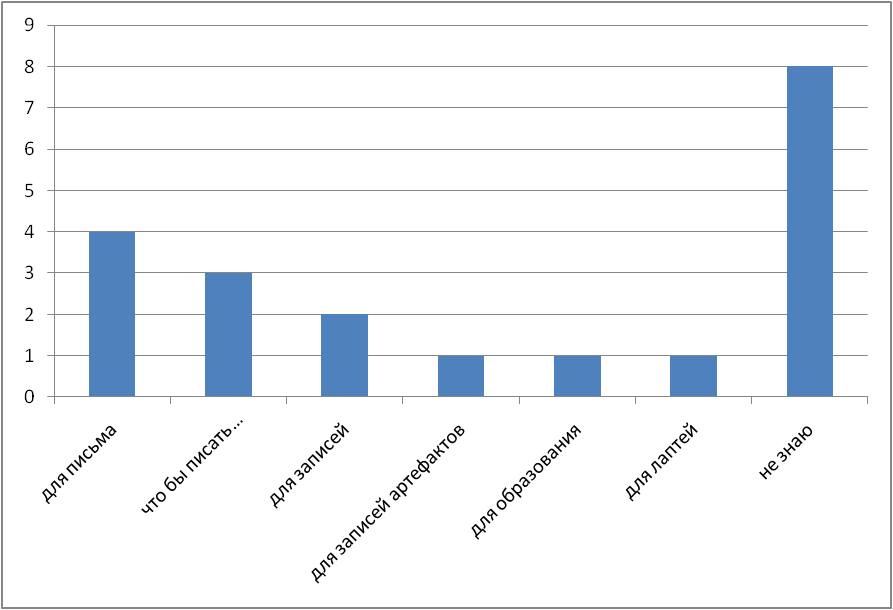 9
8
7
6
5
4
3
2
1
0
для письма
что бы писать...
для записей
для записей артефактов
для образования
для лаптей
не знаю